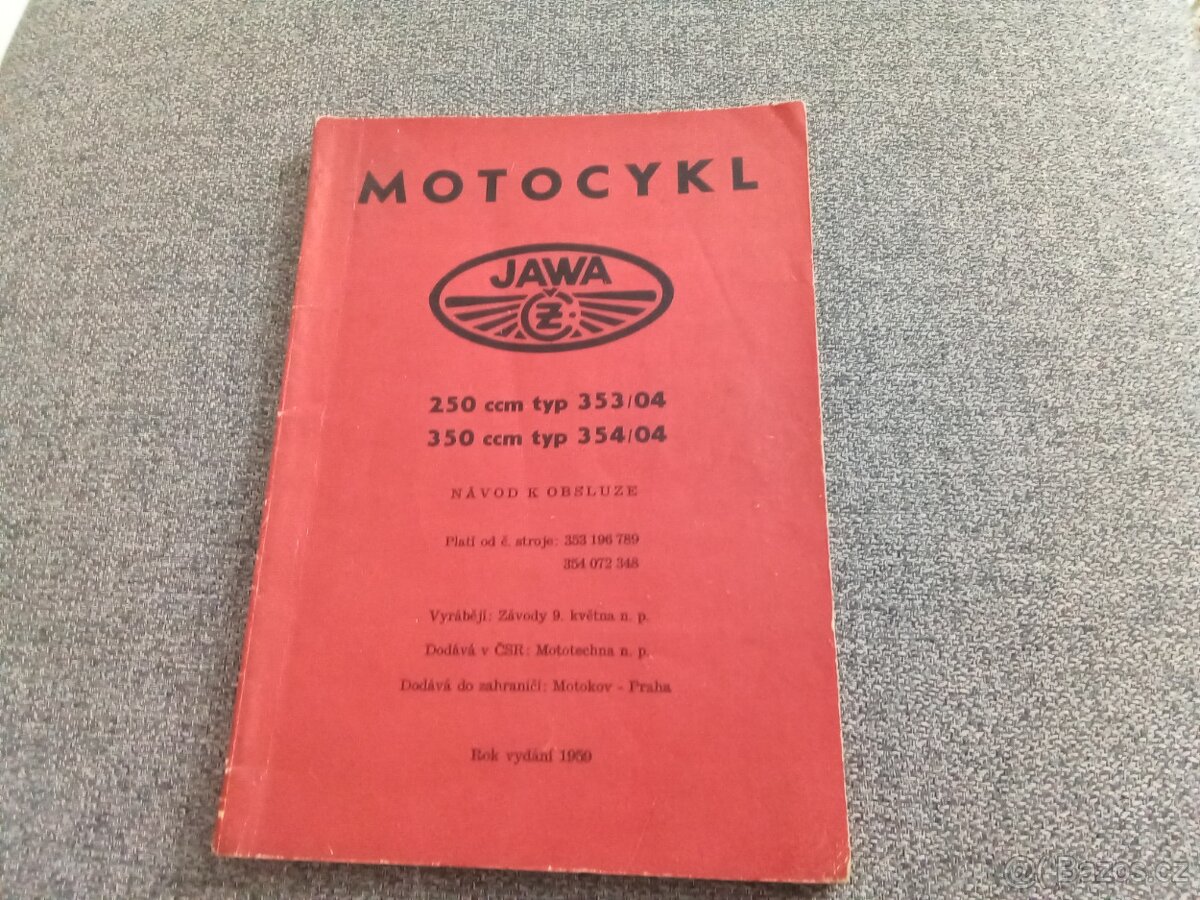 MOTOCYKL
JAWA
ČZ
250 ccm typ 353/04
350 ccm typ 354/04
NÁVOD K OBSLUZE
Platí od č. stroje: 353 196 789
354 072 348
Vyrábějí: Závody 9. května n. p.
Dodává v ČSR: Mototechna n. p.
Dodává do zahraničí: Motokov - Praha
Rok vydání 1959
Bazos.cz